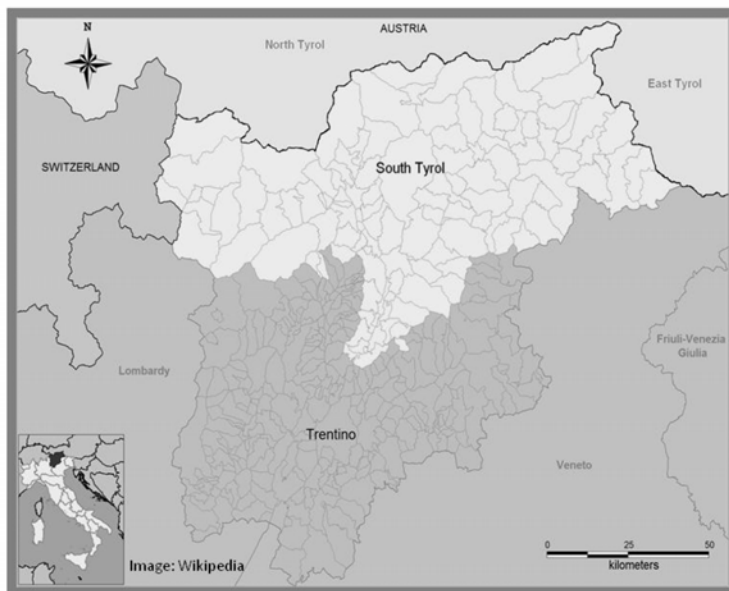 N
AUSTRIA
North Tyrol
East Tyrol
SWITZERLAND
South Tyrol
Friuli-Venezia
Giulia
Lombardy
Trentino
Veneto
Image: Wikipedia
0 25 50
kilometers